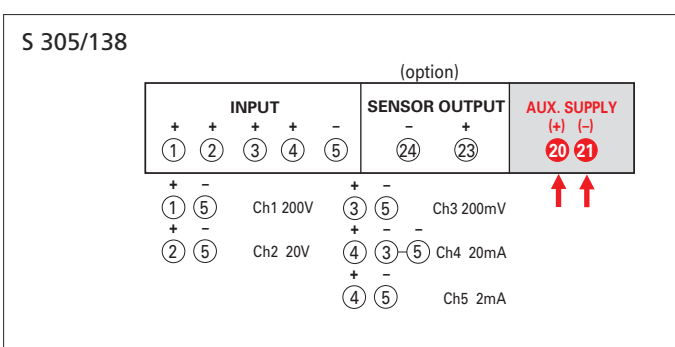 S 305/138
(option)
INPUT SENSOR OUTPUT AUX. SUPPLY
+ + + + – – + (+) (–)
1 2 3 4 5 24 23 20 21
+ – + –
1 5 Ch1 200V 3 5 Ch3 200mV
+ – + – –
2 5 Ch2 20V 4 3 5 Ch4 20mA
+ –
4 5 Ch5 2mA